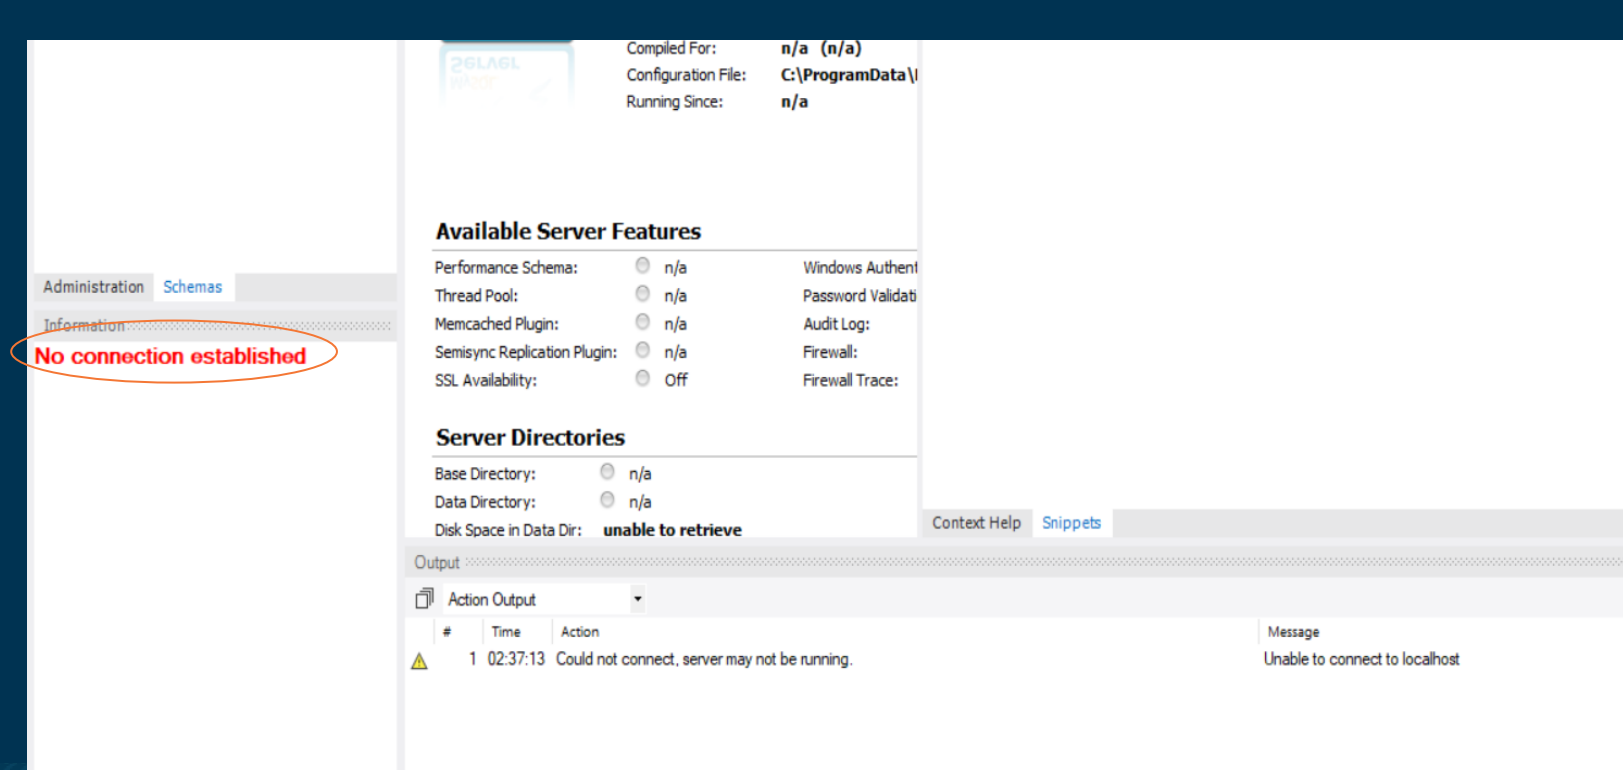 Compiled For: n/a (n/a)
Configuration File: C:\ProgramData\
Running Since: n/a
Available Server Features
Performance Schema: n/a Windows Authent
Thread Pool: n/a Password Validati
Memcached Plugin: n/a Audit Log:
Semisync Replication Plugin: n/a Firewall:
SSL Availability: Off Firewall Trace:
Server Directories
Base Directory: n/a
Data Directory: n/a
Disk Space in Data Dir: unable to retrieve
Administration Schemas
Information
No connection established
Context Help Snippets
Output
Action Output
# Time Action Message
1 02:37:13 Could not connect, server may not be running. Unable to connect to localhost